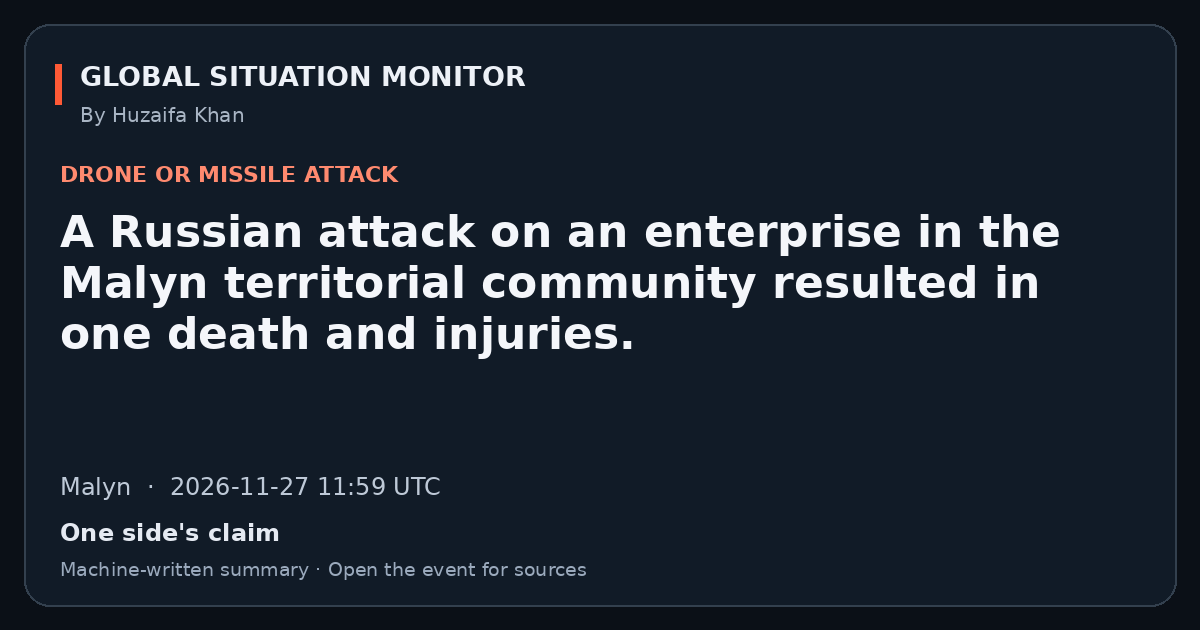 GLOBAL SITUATION MONITOR
By Huzaifa Khan
DRONE OR MISSILE ATTACK
A Russian attack on an enterprise in the
Malyn territorial community resulted in
one death and injuries.
Malyn · 2026-11-27 11:59 UTC
One side's claim
Machine-written summary · Open the event for sources